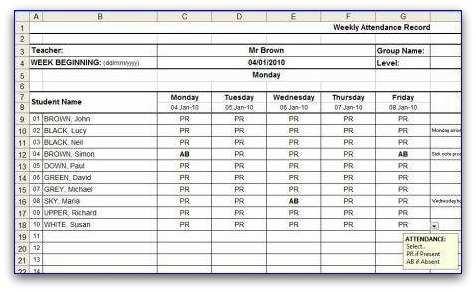 A B C D E F G
1 Weekly Attendance Record
2
3 Teacher: Mr Brown Group Name:
4 WEEK BEGINNING: (dd/mm/yyyy) 04/01/2010 Level:
5 Monday
6
7 Student Name Monday Tuesday Wednesday Thursday Friday
8 04 Jan-10 05 Jan-10 06 Jan-10 07 Jan-10 08 Jan-10
9 01 BROWN, John PR PR PR PR PR
10 02 BLACK, Lucy PR PR PR PR PR Monday
11 03 BLACK, Neil PR PR PR PR PR
12 04 BROWN, Simon AB PR PR PR AB Sick note
13 05 DOWN, Paul PR PR PR PR PR
14 06 GREEN, David PR PR PR PR PR
15 07 GREY, Michael PR PR PR PR PR
16 08 SKY, Maria PR PR AB PR PR Wednesday
17 09 UPPER, Richard PR PR PR PR PR
18 10 WHITE, Susan PR PR PR PR PR
19 11
20 12 ATTENDANCE:
Select..
21 13 PR if Present
AB if Absent
22 14